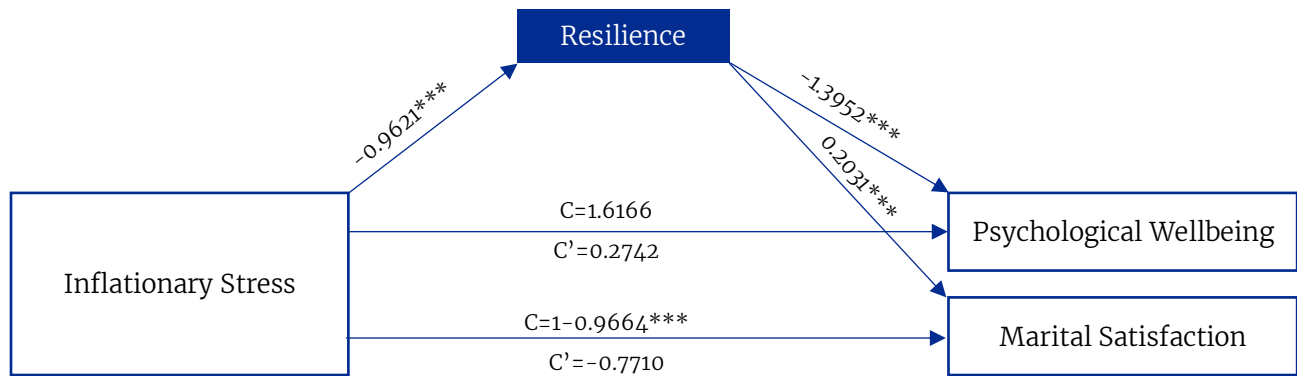 Resilience
-0.9621***
-1.3952***
0.2031***
C=1.6166
C’=0.2742
Psychological Wellbeing
Inflationary Stress
C=1-0.9664***
C’=-0.7710
Marital Satisfaction